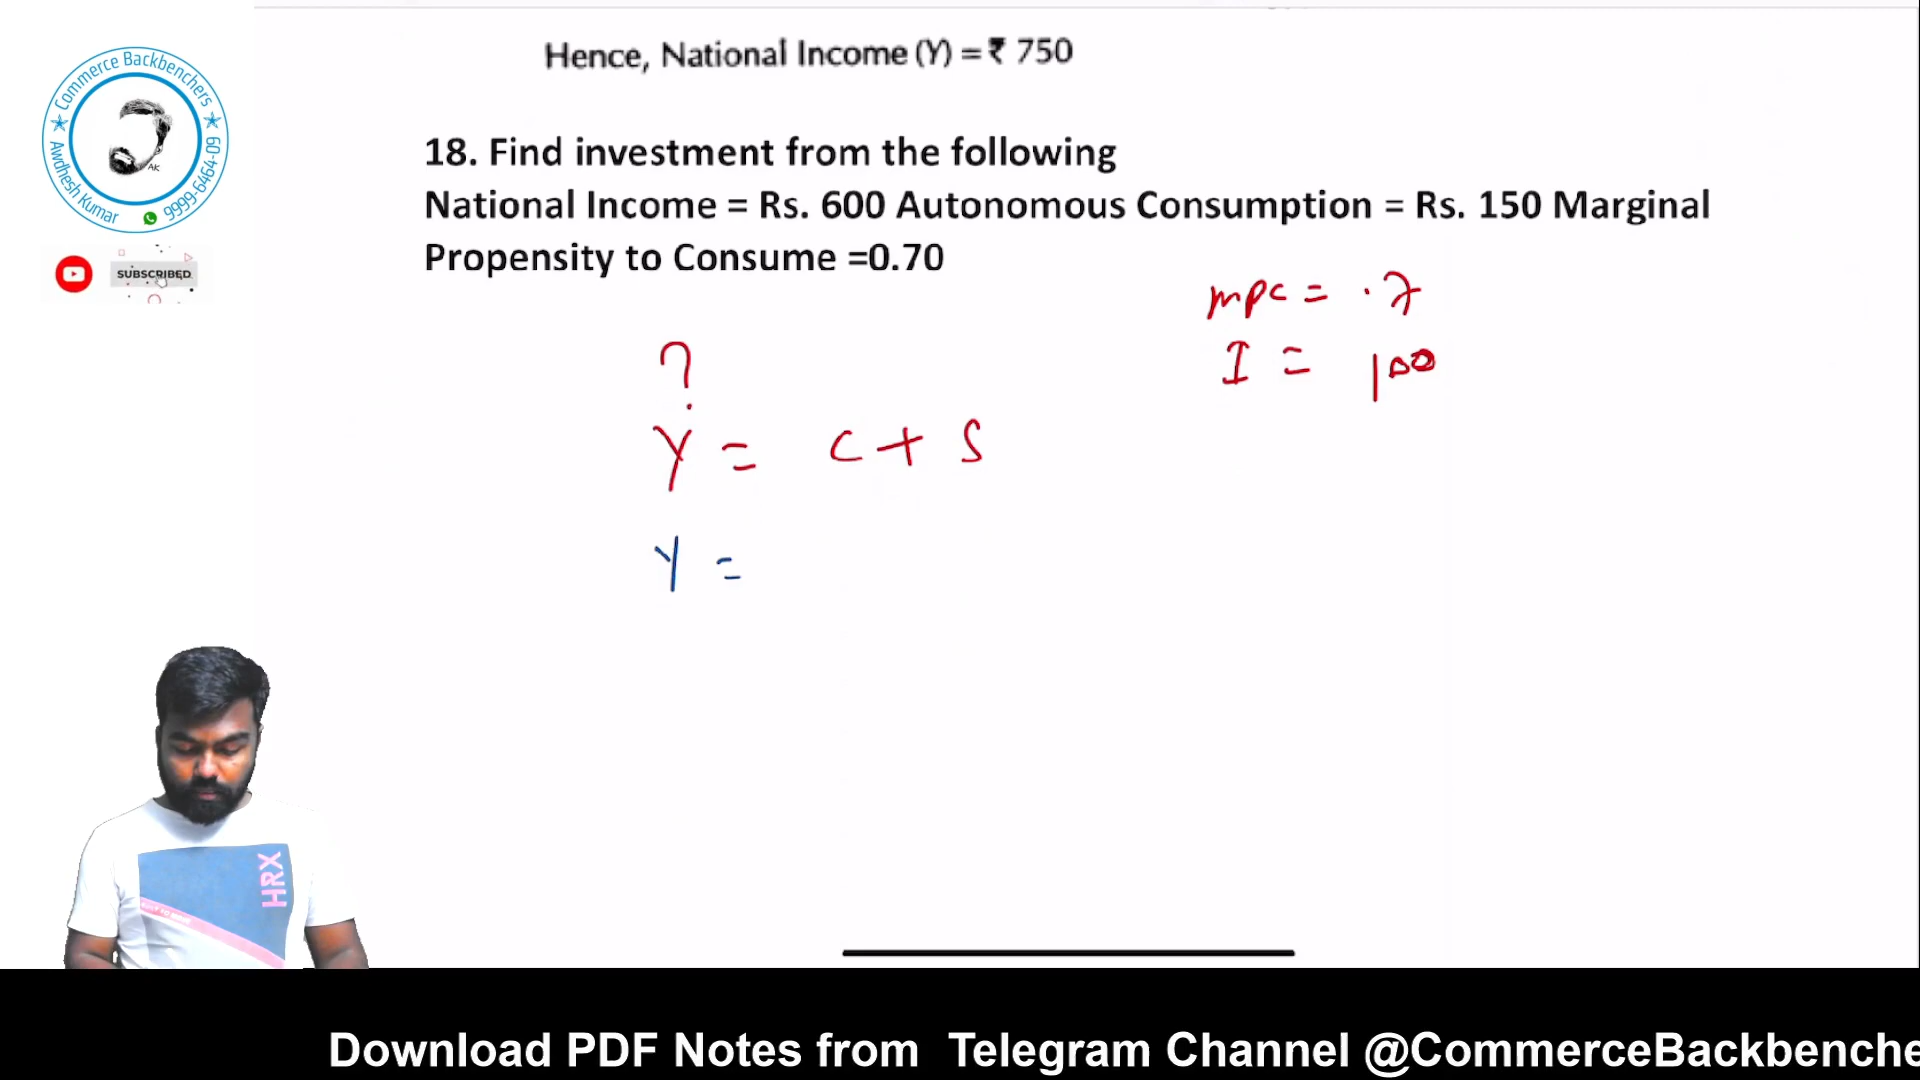 Hence, National Income (Y) = ₹ 750
Commerce Backbenchers
Awdhesh Kumar
9999-6464-09
AK
SUBSCRIBED
18. Find investment from the following
National Income = Rs. 600 Autonomous Consumption = Rs. 150 Marginal
Propensity to Consume =0.70
mpc = .7
I = 100
?
Y = C + S
Y =
HRX
Download PDF Notes from Telegram Channel @CommerceBackbenche